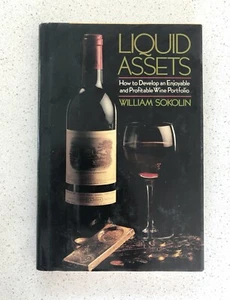 LIQUID
ASSETS
How to Develop an Enjoyable
and Profitable Wine Portfolio
WILLIAM SOKOLIN